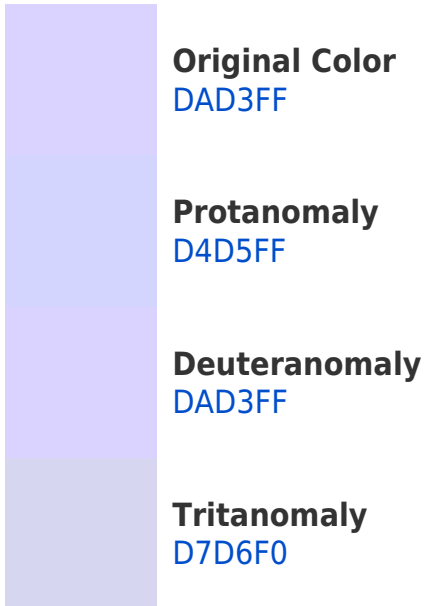 Original Color
DAD3FF
Protanomaly
D4D5FF
Deuteranomaly
DAD3FF
Tritanomaly
D7D6F0